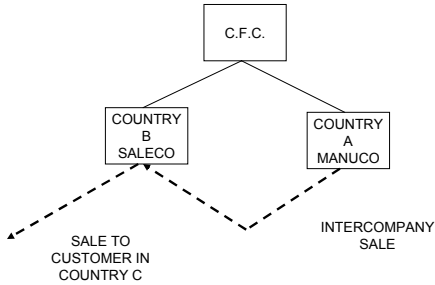 C.F.C.
COUNTRY
B
SALECO
COUNTRY
A
MANUCO
SALE TO
CUSTOMER IN
COUNTRY C
INTERCOMPANY
SALE